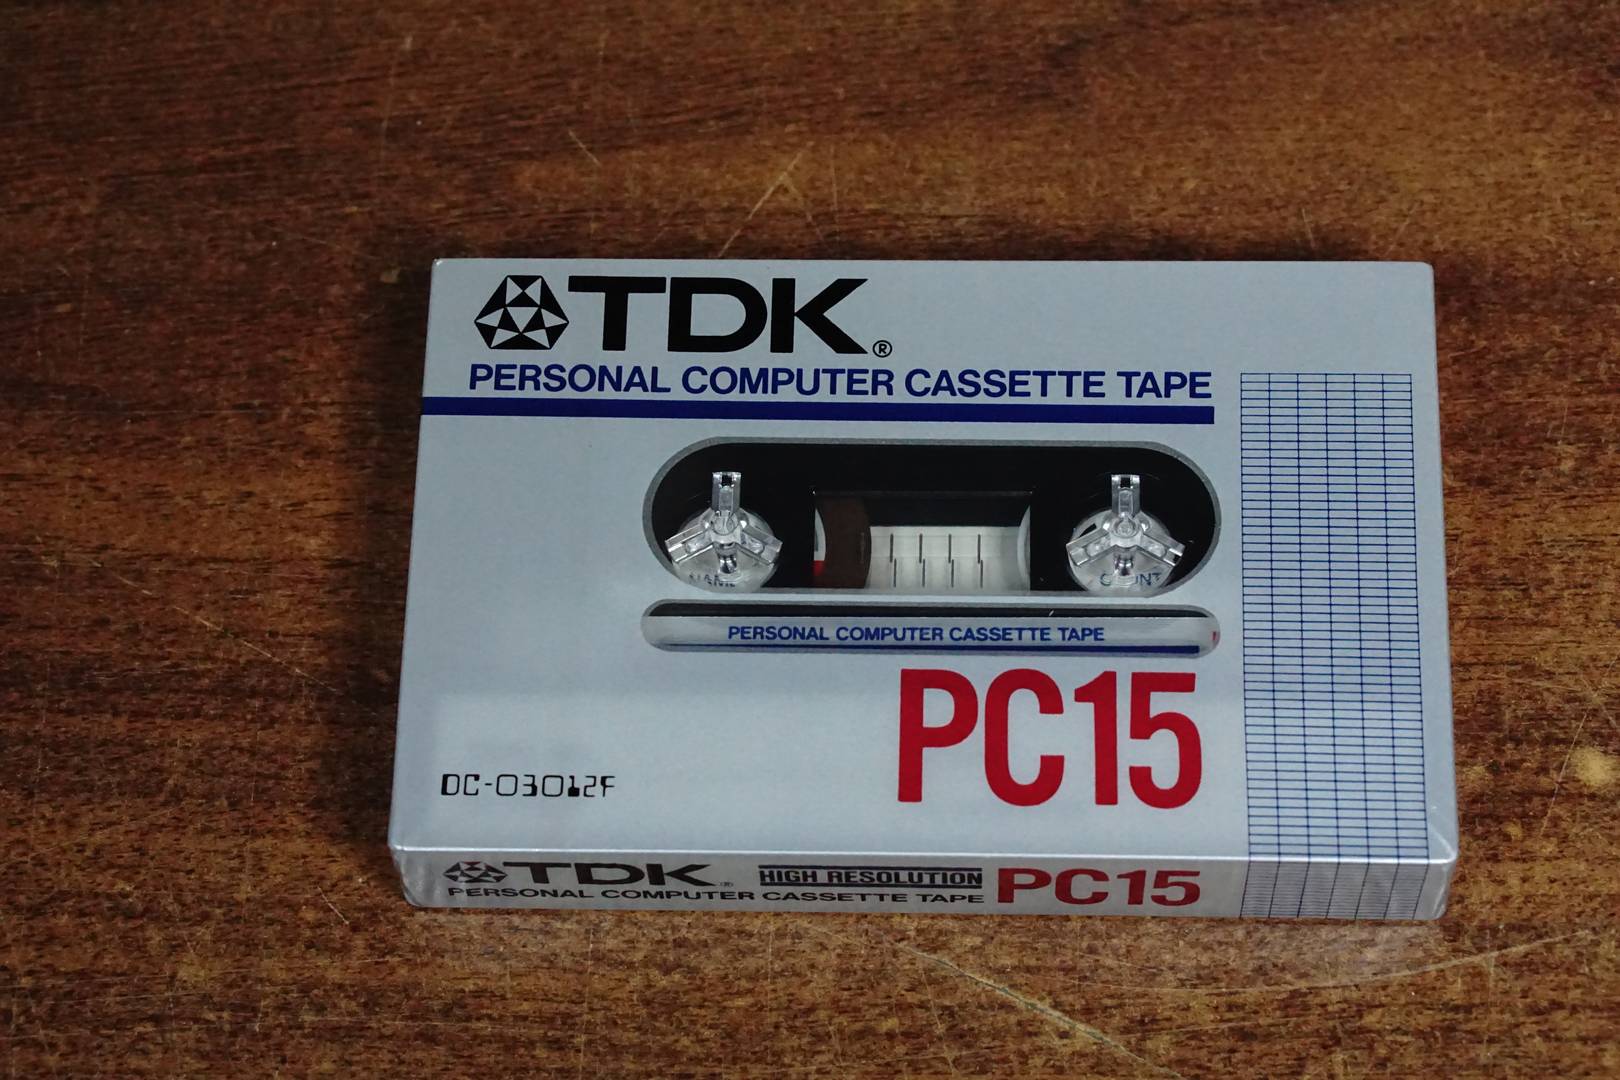 TDK®
PERSONAL COMPUTER CASSETTE TAPE
PERSONAL COMPUTER CASSETTE TAPE
PC15
DC-03012F
TDK® HIGH RESOLUTION PC15
PERSONAL COMPUTER CASSETTE TAPE